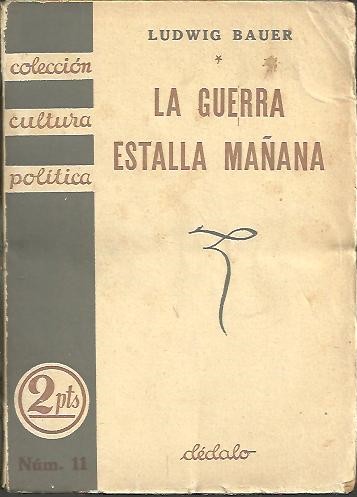 LUDWIG BAUER
*
LA GUERRA
ESTALLA MAÑANA
colección
cultura
política
2 pts
Núm. 11
dédalo